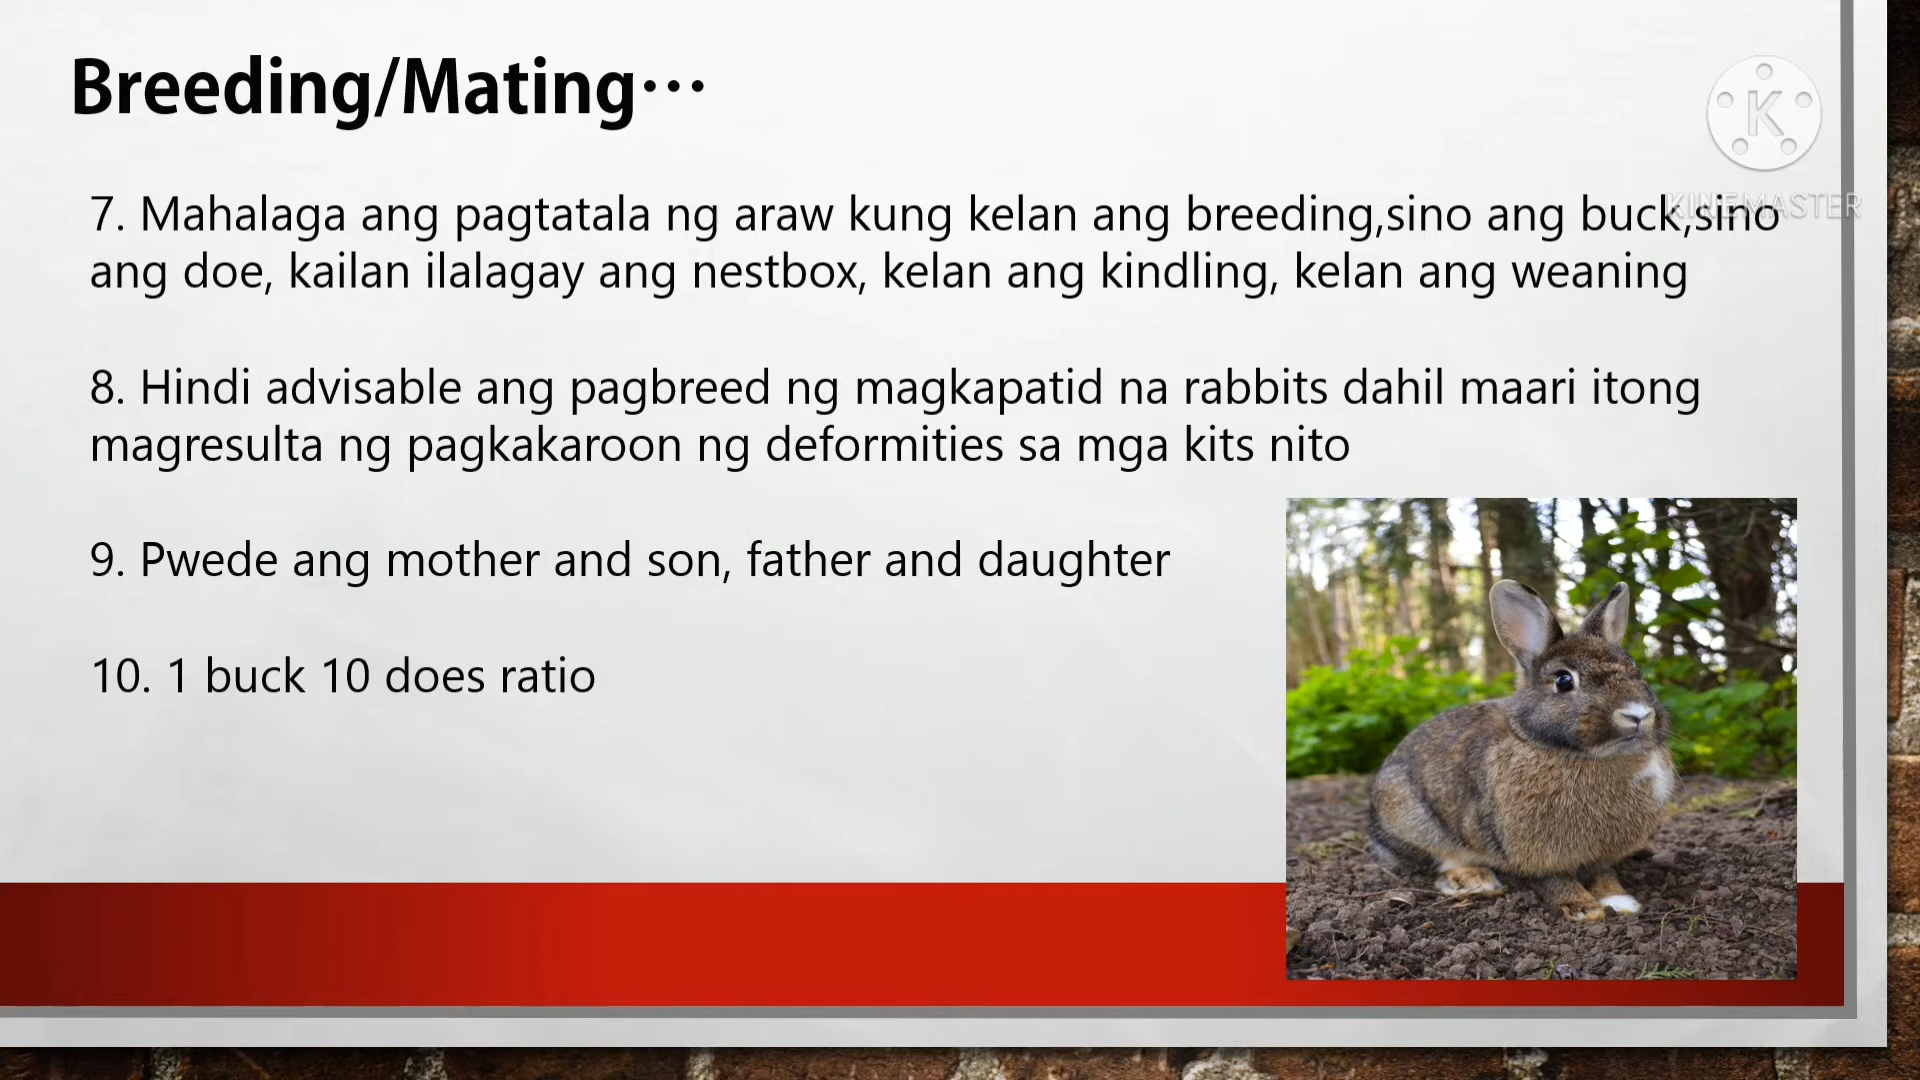 Breeding/Mating…
K
KINEMASTER
7. Mahalaga ang pagtatala ng araw kung kelan ang breeding,sino ang buck,sino
ang doe, kailan ilalagay ang nestbox, kelan ang kindling, kelan ang weaning
8. Hindi advisable ang pagbreed ng magkapatid na rabbits dahil maari itong
magresulta ng pagkakaroon ng deformities sa mga kits nito
9. Pwede ang mother and son, father and daughter
10. 1 buck 10 does ratio